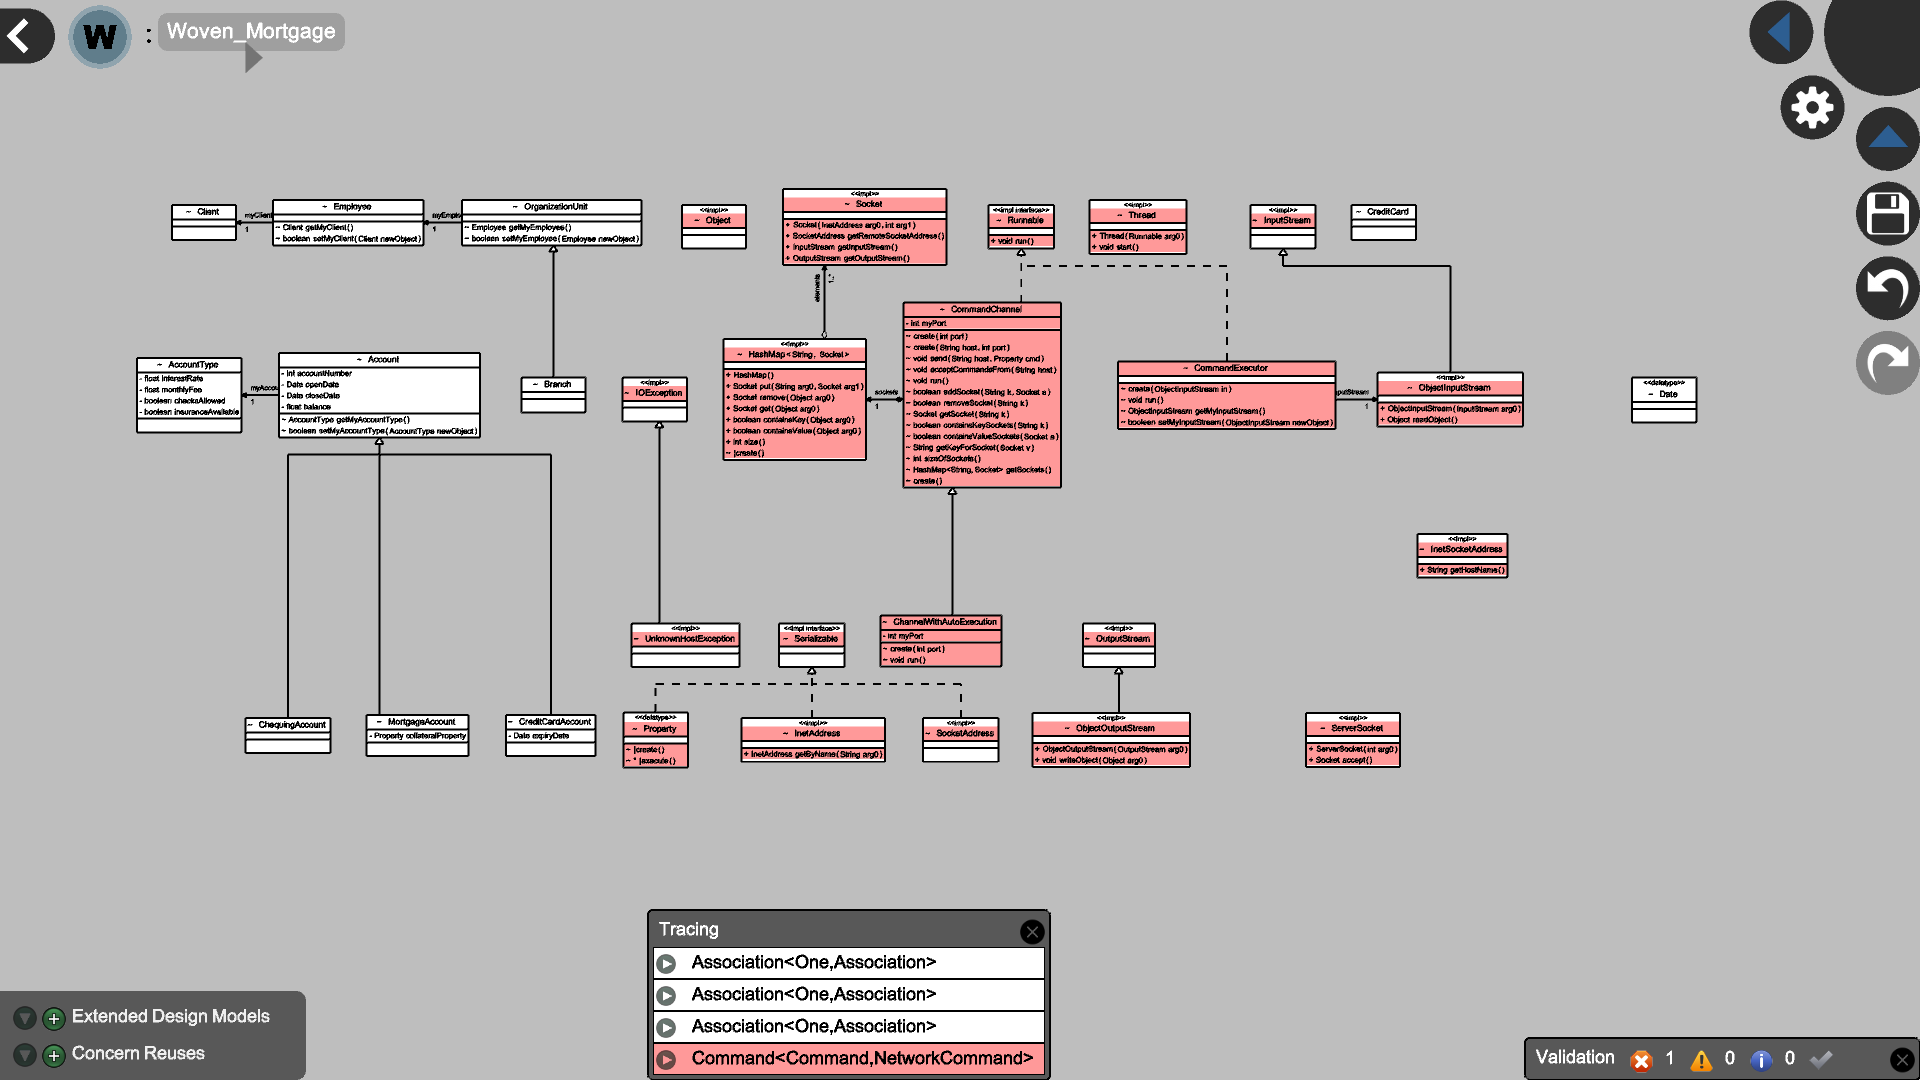 W : Woven_Mortgage
~ Client
myClient
1
~ Employee
~ Client getMyClient()
~ boolean setMyClient(Client newObject)
1
~ OrganizationUnit
~ Employee getMyEmployee()
~ boolean setMyEmployee(Employee newObject)
<<impl>>
~ Object
<<impl>>
~ Socket
+ Socket(InetAddress arg0, int arg1)
+ SocketAddress getRemoteSocketAddress()
+ InputStream getInputStream()
+ OutputStream getOutputStream()
<<impl interface>>
~ Runnable
+ void run()
<<impl>>
~ Thread
+ Thread(Runnable arg0)
+ void start()
<<impl>>
~ InputStream
~ CreditCard
elements
1..
~ AccountType
- float interestRate
- float monthlyFee
- boolean checksAllowed
- boolean insuranceAvailable
1
~ Account
- int accountNumber
- Date openDate
- Date closeDate
- float balance
~ AccountType getMyAccountType()
~ boolean setMyAccountType(AccountType newObject)
~ Branch
<<impl>>
~ IOException
<<impl>>
~ HashMap<String, Socket>
+ HashMap()
+ Socket put(String arg0, Socket arg1)
+ Socket remove(Object arg0)
+ Socket get(Object arg0)
+ boolean containsKey(Object arg0)
+ boolean containsValue(Object arg0)
+ int size()
~ |create()
sockets
1
~ CommandChannel
- int myPort
~ create(int port)
~ create(String host, int port)
~ void send(String host, Property cmd)
~ void acceptCommandsFrom(String host)
~ void run()
~ boolean addSocket(String k, Socket a)
~ boolean removeSocket(String k)
~ Socket getSocket(String k)
~ boolean containsKeySockets(String k)
~ boolean containsValueSockets(Socket a)
~ String getKeyForSocket(Socket v)
~ int sizeOfSockets()
~ HashMap<String, Socket> getSockets()
~ create()
~ CommandExecutor
~ create(ObjectInputStream in)
~ void run()
~ ObjectInputStream getMyInputStream()
~ boolean setMyInputStream(ObjectInputStream newObject)
1
<<impl>>
~ ObjectInputStream
+ ObjectInputStream(InputStream arg0)
+ Object readObject()
<<datatype>>
~ Date
<<impl>>
~ InetSocketAddress
+ String getHostName()
<<impl>>
~ UnknownHostException
<<impl interface>>
~ Serializable
~ ChannelWithAutoExecution
- int myPort
~ create(int port)
~ void run()
<<impl>>
~ OutputStream
~ ChequingAccount
~ MortgageAccount
- Property collateralProperty
~ CreditCardAccount
- Date expiryDate
<<datatype>>
~ Property
~ |create()
~ * |execute()
<<impl>>
~ InetAddress
+ InetAddress getByName(String arg0)
<<impl>>
~ SocketAddress
<<impl>>
~ ObjectOutputStream
+ ObjectOutputStream(OutputStream arg0)
+ void writeObject(Object arg0)
<<impl>>
~ ServerSocket
+ ServerSocket(int arg0)
+ Socket accept()
Tracing
Association<One,Association>
Association<One,Association>
Association<One,Association>
Command<Command,NetworkCommand>
Extended Design Models
Concern Reuses
Validation 1 0 0